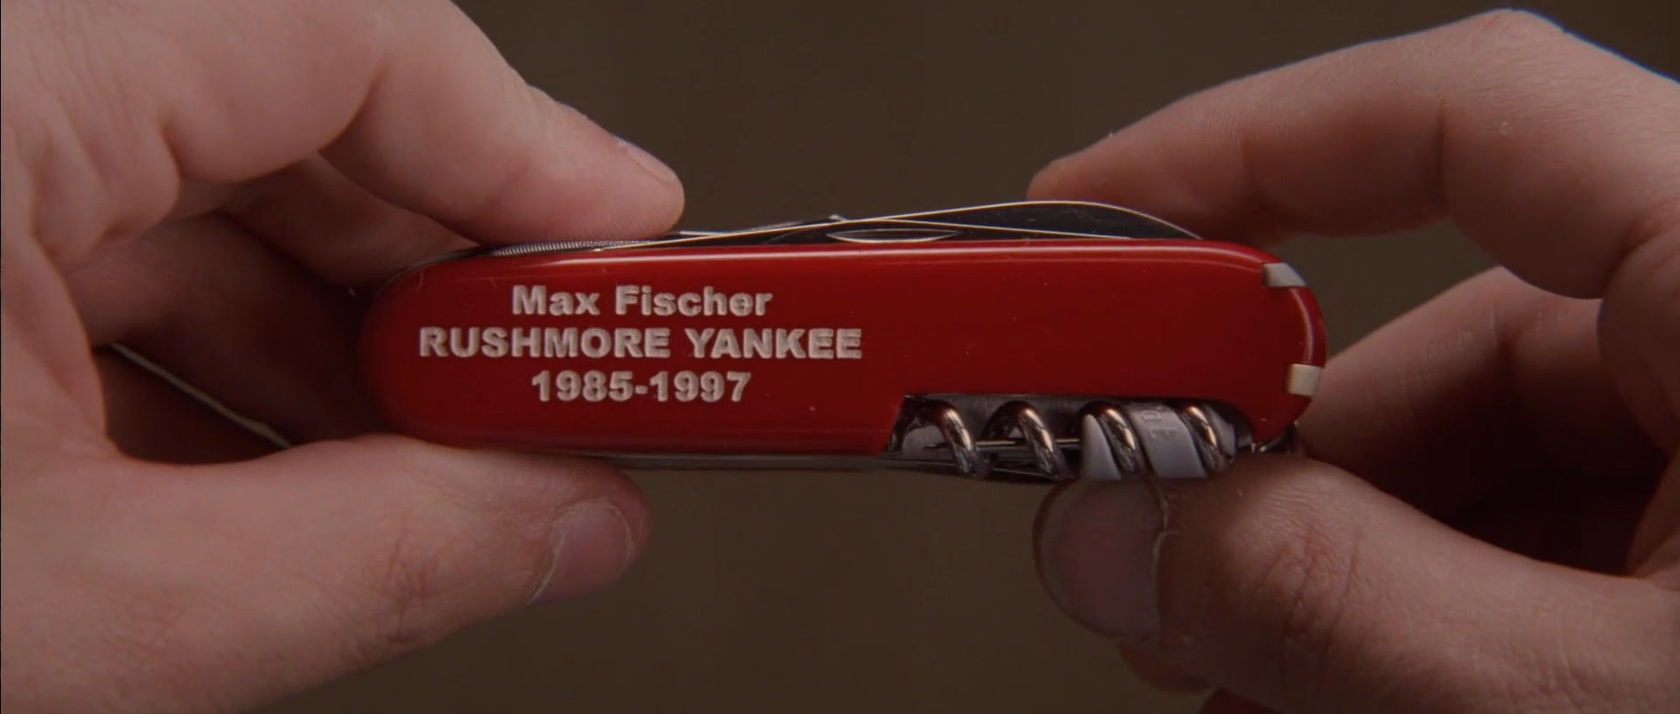 Max Fischer
RUSHMORE YANKEE
1985-1997